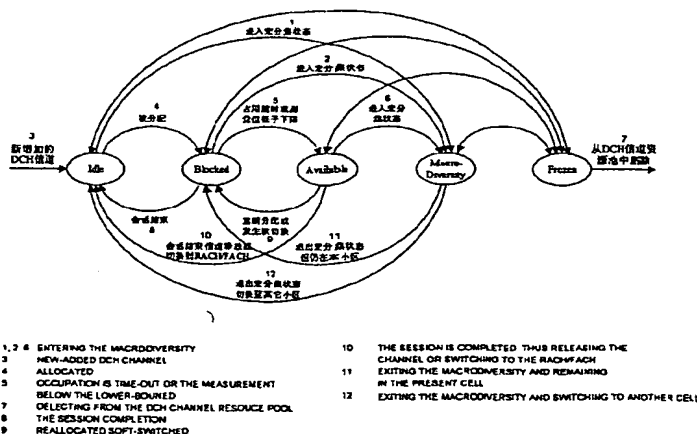 1
进入宏分集状态
2
进入宏分集状态
3
新增加的
DCH信道
4
被分配
5
占用超时或测
低于下限
6
进入宏分
集状态
7
从DCH信道资
源池中删除
Idle
Blocked
Available
Macro-
Diversity
Frozen
会话结束
8
重新分配或
发生软切换
9
10
会话结束信道释放或
切换到RACH/FACH
11
退出宏分集状态
但仍在本小区
12
退出宏分集状态
切换至其它小区
1, 2 6 ENTERING THE MACRODIVERSITY
3 NEW-ADDED DCH CHANNEL
4 ALLOCATED
5 OCCUPATION IS TIME-OUT OR THE MEASUREMENT
BELOW THE LOWER-BOUNED
7 DELECTING FROM THE DCH CHANNEL RESOUCE POOL
8 THE SESSION COMPLETION
9 REALLOCATED SOFT-SWITCHED
10 THE SESSION IS COMPLETED THUS RELEASING THE
CHANNEL OR SWITCHING TO THE RACH/FACH
11 EXITING THE MACRODIVERSITY AND REMAINING
IN THE PRESENT CELL
12 EXITING THE MACRODIVERSITY AND SWITCHING TO ANOTHER CELL